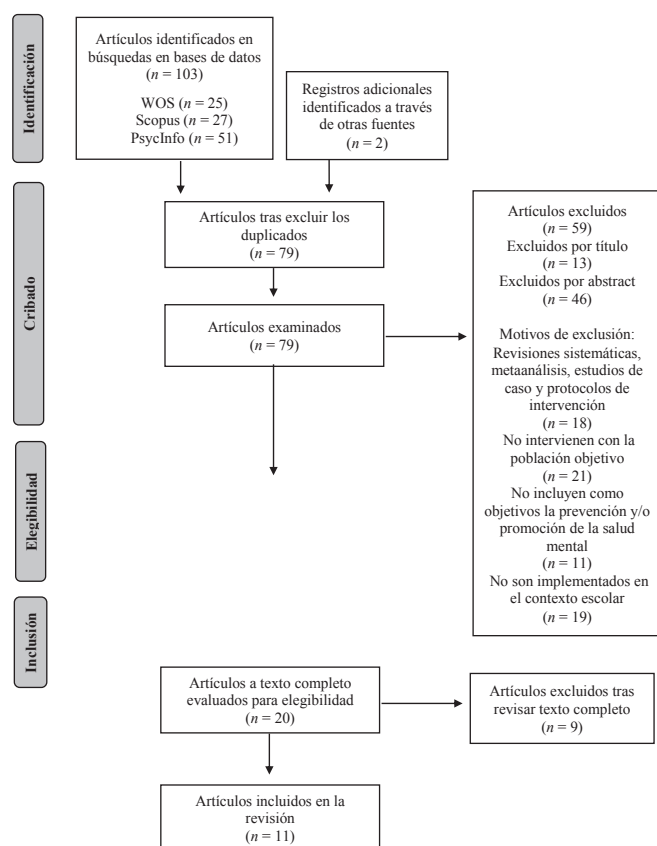 Identificación
Artículos identificados en
búsquedas en bases de datos
(n = 103)
WOS (n = 25)
Scopus (n = 27)
PsycInfo (n = 51)
Registros adicionales
identificados a través
de otras fuentes
(n = 2)
Cribado
Artículos tras excluir los
duplicados
(n = 79)
Artículos examinados
(n = 79)
Artículos excluidos
(n = 59)
Excluidos por título
(n = 13)
Excluidos por abstract
(n = 46)
Motivos de exclusión:
Revisiones sistemáticas,
metaanálisis, estudios de
caso y protocolos de
intervención
(n = 18)
No intervienen con la
población objetivo
(n = 21)
No incluyen como
objetivos la prevención y/o
promoción de la salud
mental
(n = 11)
No son implementados en
el contexto escolar
(n = 19)
Elegibilidad
Inclusión
Artículos a texto completo
evaluados para elegibilidad
(n = 20)
Artículos excluidos tras
revisar texto completo
(n = 9)
Artículos incluidos en la
revisión
(n = 11)